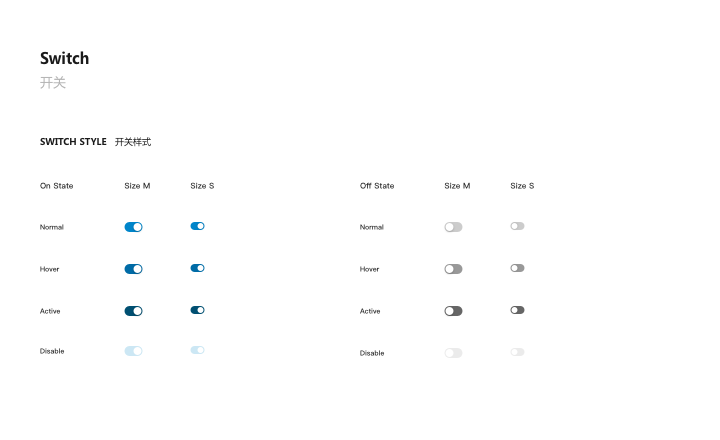 Switch
开关
SWITCH STYLE 开关样式
On State Size M Size S Off State Size M Size S
Normal Normal
Hover Hover
Active Active
Disable Disable